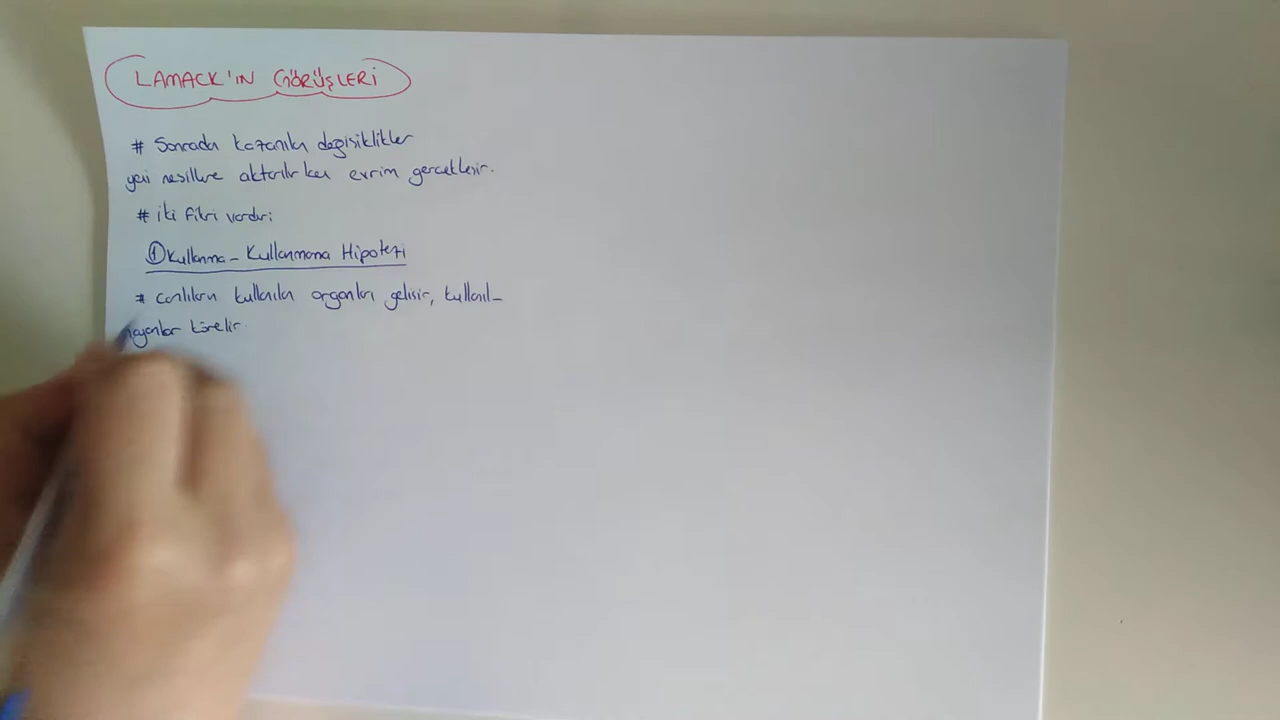 LAMACK'IN GÖRÜŞLERİ
# Sonradan kazanılan değişiklikler
yeni nesillere aktarılırken evrim gerçekleşir.
# İki fikri vardır:
① Kullanma - Kullanmama Hipotezi
* canlıların kullanılan organları gelişir, kullanıl-
mayanlar körelir.